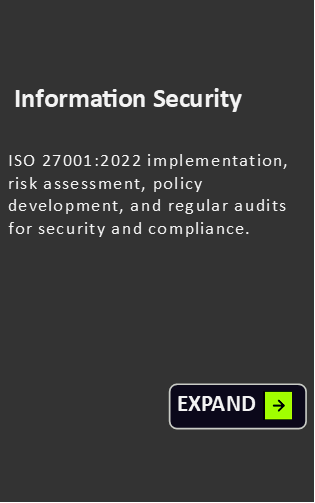 Information Security
ISO 27001:2022 implementation,
risk assessment, policy
development, and regular audits
for security and compliance.
EXPAND